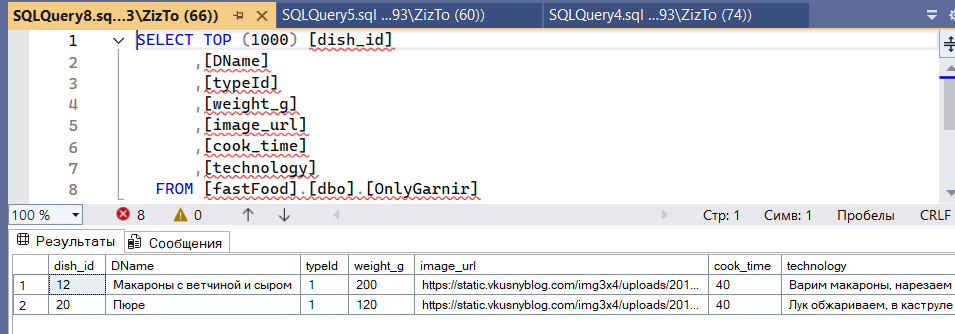 SQLQuery8.sq...3\ZizTo (66))* SQLQuery5.sql ...93\ZizTo (60)) SQLQuery4.sql ...93\ZizTo (74))
1 SELECT TOP (1000) [dish_id]
2 ,[DName]
3 ,[typeId]
4 ,[weight_g]
5 ,[image_url]
6 ,[cook_time]
7 ,[technology]
8 FROM [fastFood].[dbo].[OnlyGarnir]
100 % 8 0 Стр: 1 Симв: 1 Пробелы CRLF
Результаты Сообщения
dish_id DName typeId weight_g image_url cook_time technology
1 12 Макароны с ветчиной и сыром 1 200 https://static.vkusnyblog.com/img3x4/uploads/201... 40 Варим макароны, нарезаем
2 20 Пюре 1 120 https://static.vkusnyblog.com/img3x4/uploads/201... 40 Лук обжариваем, в каструле